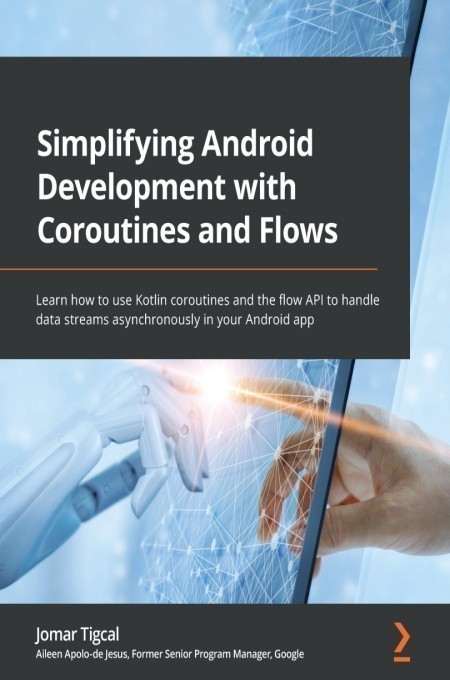 Simplifying Android
Development with
Coroutines and Flows
Learn how to use Kotlin coroutines and the flow API to handle
data streams asynchronously in your Android app
Jomar Tigcal
Aileen Apolo-de Jesus, Former Senior Program Manager, Google